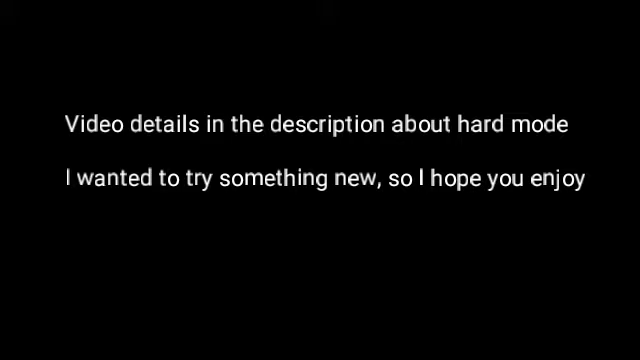 Video details in the description about hard mode
I wanted to try something new, so I hope you enjoy